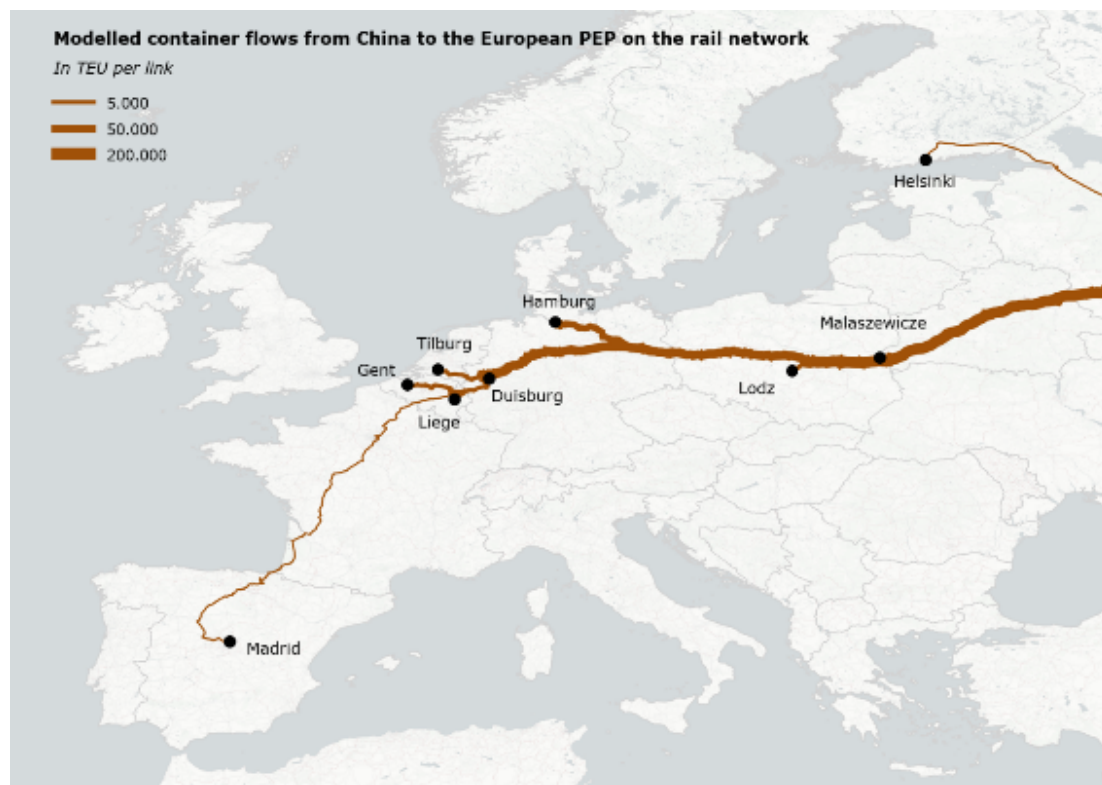 Modelled container flows from China to the European PEP on the rail network
In TEU per link
5.000
50.000
200.000
Helsinki
Hamburg
Malaszewicze
Tilburg
Gent
Lodz
Duisburg
Liege
Madrid